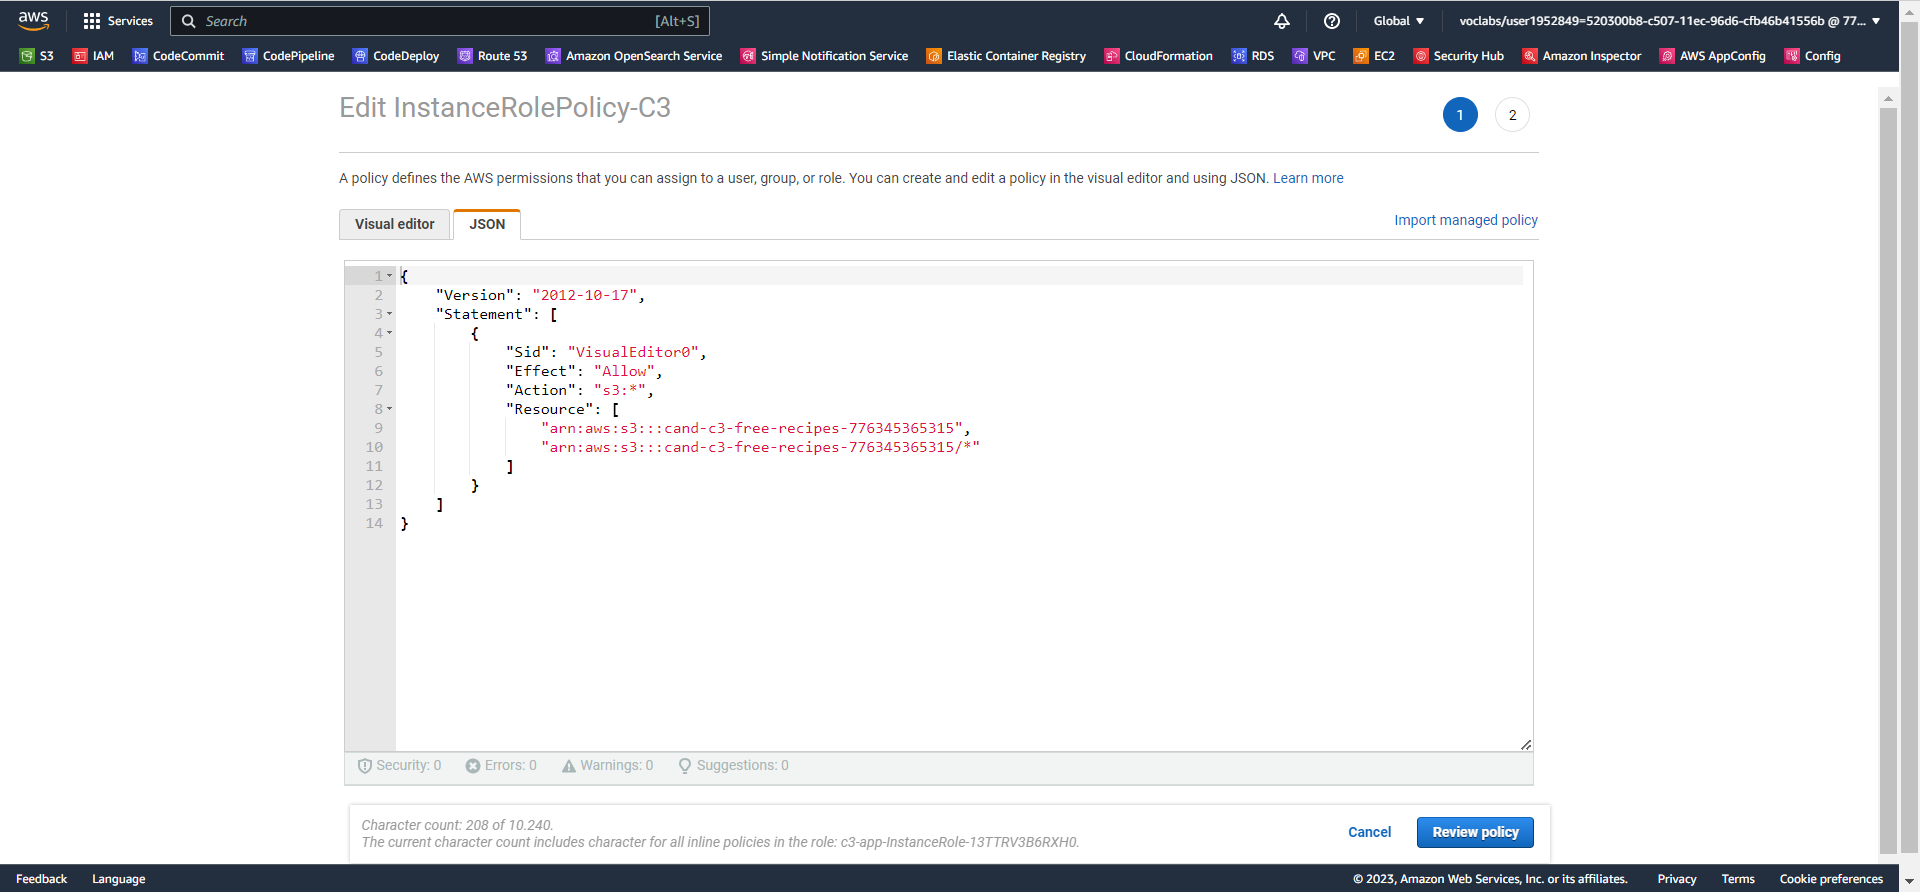 aws Services Search [Alt+S] Global voclabs/user1952849=520300b8-c507-11ec-96d6-cfb46b41556b @ 77...
S3 IAM CodeCommit CodePipeline CodeDeploy Route 53 Amazon OpenSearch Service Simple Notification Service Elastic Container Registry CloudFormation RDS VPC EC2 Security Hub Amazon Inspector AWS AppConfig Config
Edit InstanceRolePolicy-C3 1 2
A policy defines the AWS permissions that you can assign to a user, group, or role. You can create and edit a policy in the visual editor and using JSON. Learn more
Visual editor JSON Import managed policy
1 {
2 "Version": "2012-10-17",
3 "Statement": [
4 {
5 "Sid": "VisualEditor0",
6 "Effect": "Allow",
7 "Action": "s3:*",
8 "Resource": [
9 "arn:aws:s3:::cand-c3-free-recipes-776345365315",
10 "arn:aws:s3:::cand-c3-free-recipes-776345365315/*"
11 ]
12 }
13 ]
14 }
Security: 0 Errors: 0 Warnings: 0 Suggestions: 0
Character count: 208 of 10.240.
The current character count includes character for all inline policies in the role: c3-app-InstanceRole-13TTRV3B6RXH0.
Cancel Review policy
Feedback Language © 2023, Amazon Web Services, Inc. or its affiliates. Privacy Terms Cookie preferences